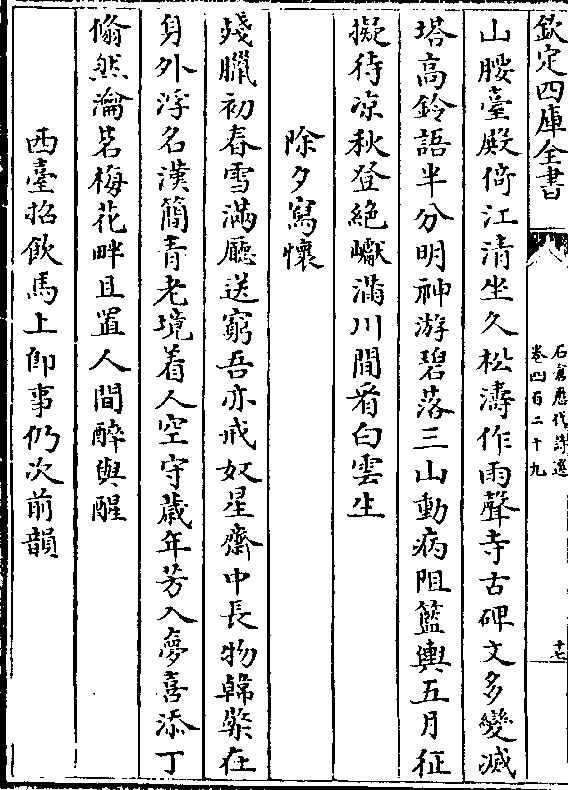 欽定四庫全書
石倉歷代詩選
卷四百二十九
十七
山腰臺殿倚江清坐久松濤作雨聲寺古碑文多變滅
塔高鈴語半分明神游碧落三山動病阻籃輿五月征
擬待凉秋登絶巘滿川閒看白雲生
除夕寫懷
殘臘初春雪滿廳送窮吾亦戒奴星齋中長物韓檠在
身外浮名漢簡青老境着人空守歲年芳入夢喜添丁
翛然瀹茗梅花畔且置人間醉與醒
西臺招飲馬上即事仍次前韻